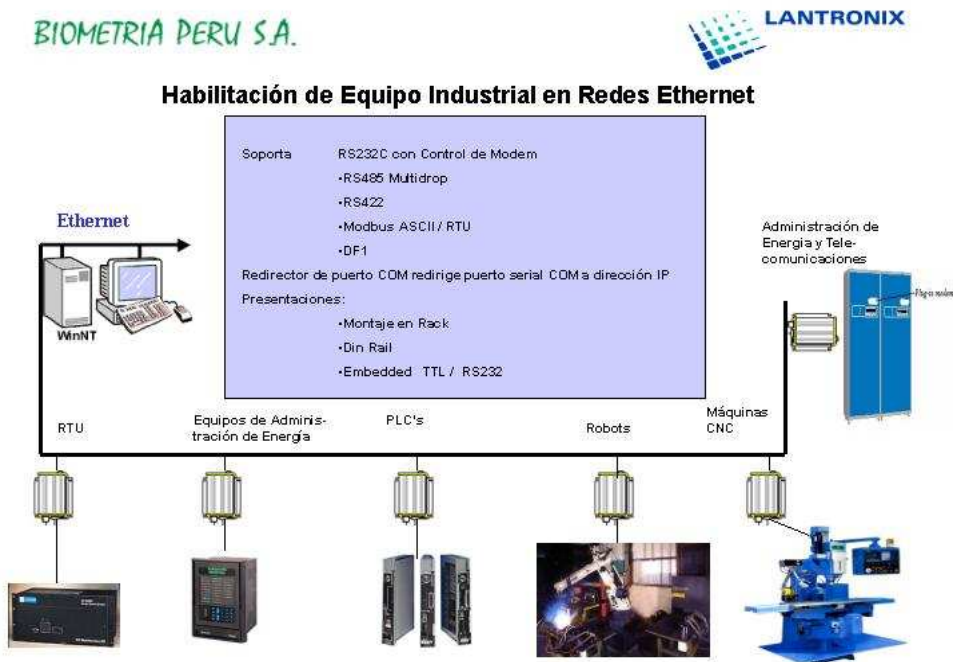 BIOMETRIA PERU S.A.
LANTRONIX
Habilitación de Equipo Industrial en Redes Ethernet
Soporta RS232C con Control de Modem
•RS485 Multidrop
•RS422
•Modbus ASCII / RTU
•DF1
Redirector de puerto COM redirige puerto serial COM a dirección IP
Presentaciones:
•Montaje en Rack
•Din Rail
•Embedded TTL / RS232
Ethernet
WinNT
Administración de
Energia y Tele-
comunicaciones
RTU
Equipos de Adminis-
tración de Energía
PLC's
Robots
Máquinas
CNC